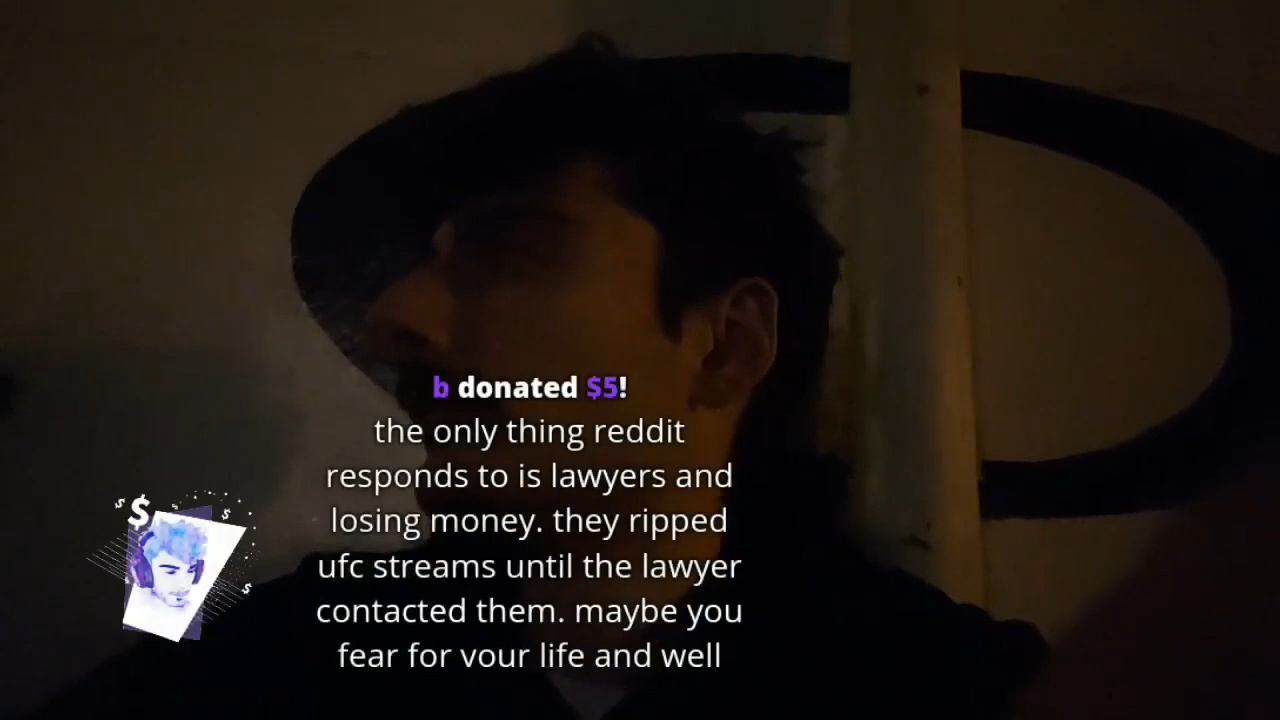 b donated $5!
the only thing reddit
responds to is lawyers and
losing money. they ripped
ufc streams until the lawyer
contacted them. maybe you
fear for your life and well